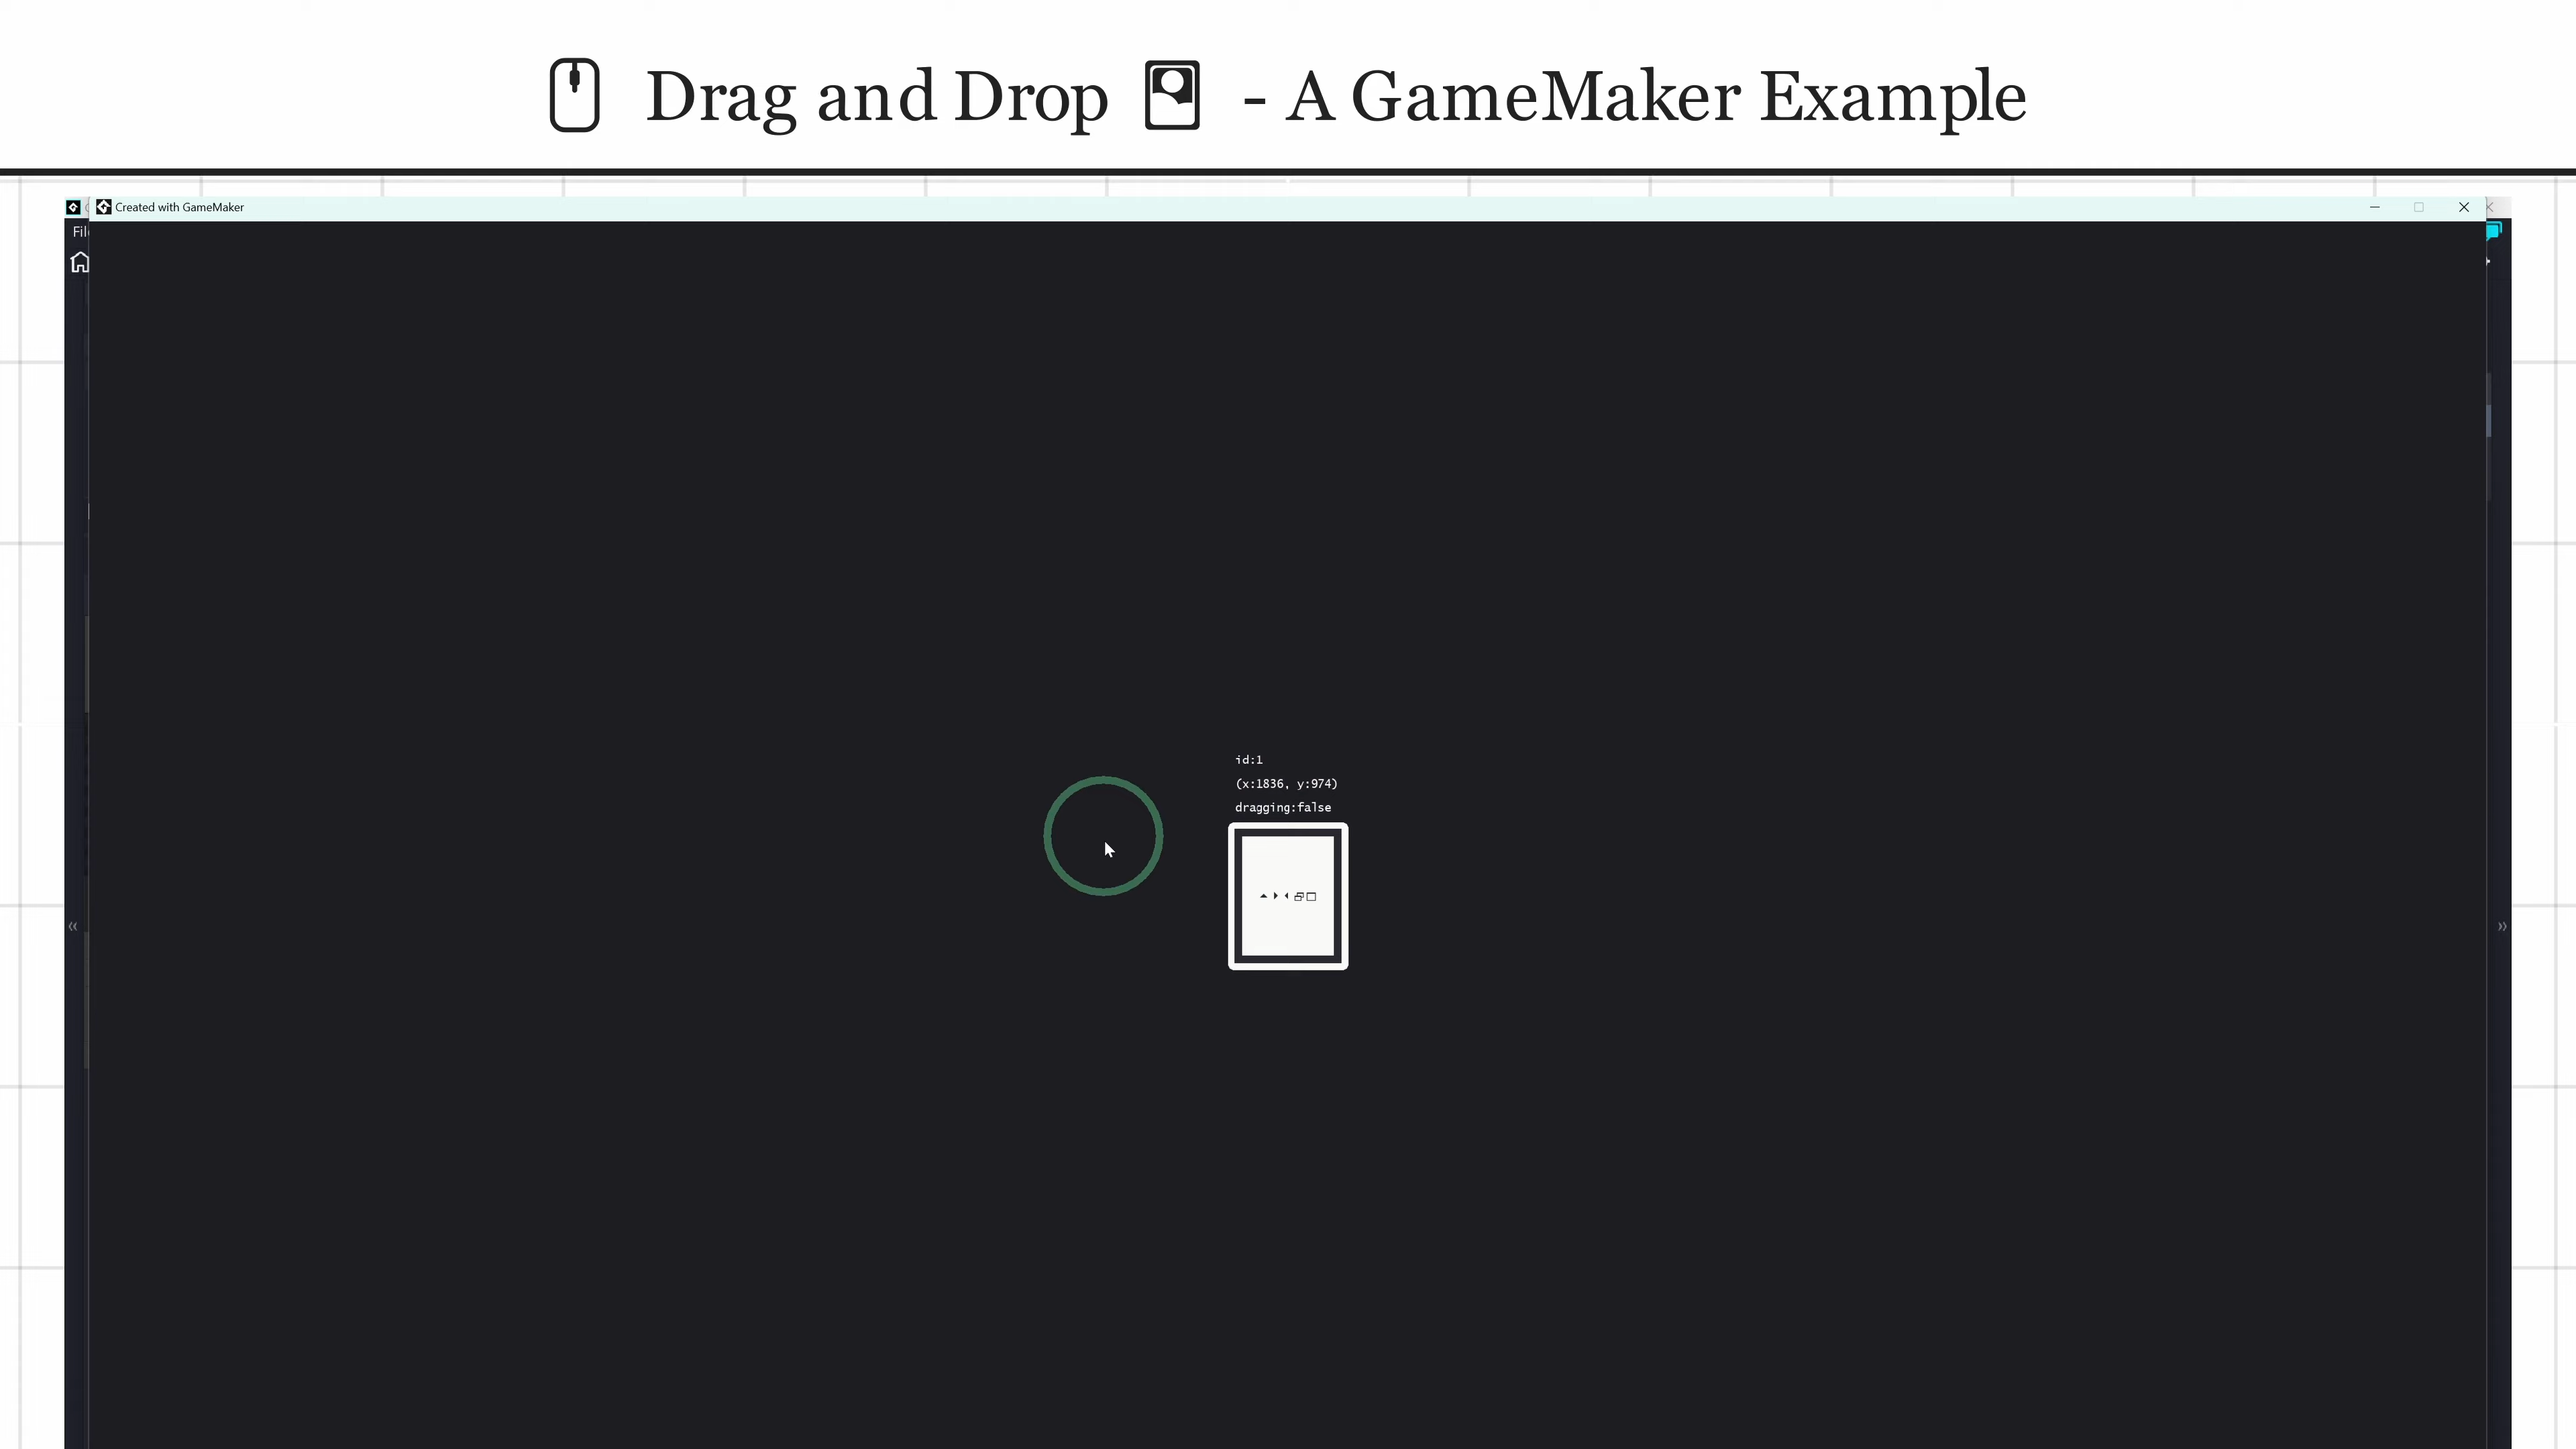 Drag and Drop - A GameMaker Example
Created with GameMaker
id:1
(x:1836, y:974)
dragging:false